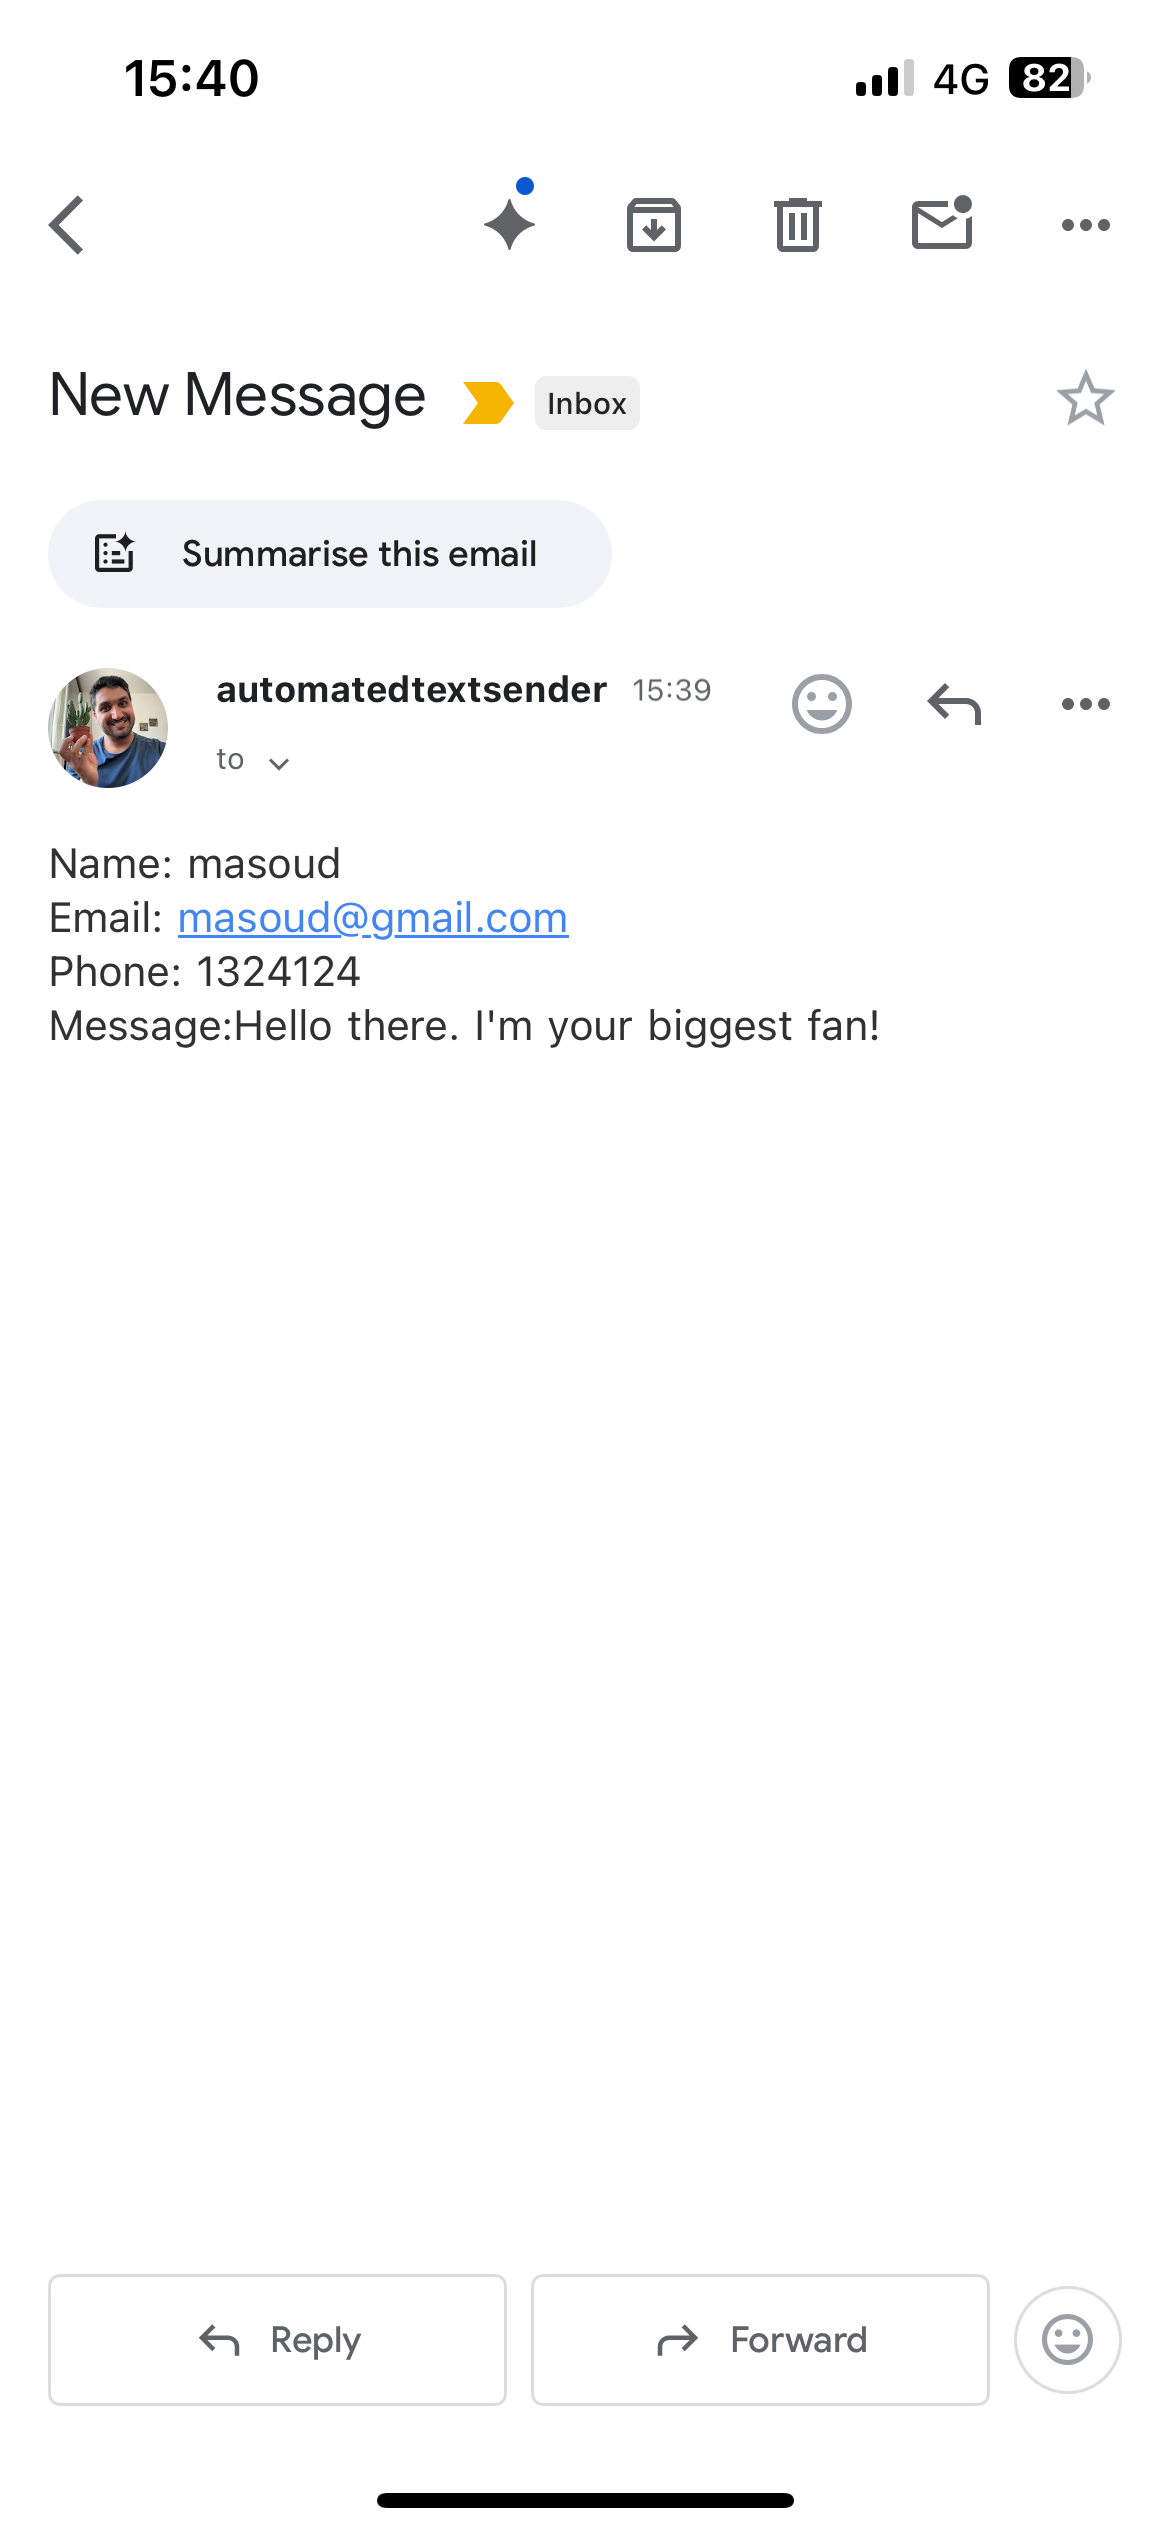 15:40 4G 82
New Message Inbox
Summarise this email
automatedtextsender 15:39
to
Name: masoud
Email: masoud@gmail.com
Phone: 1324124
Message:Hello there. I'm your biggest fan!
Reply Forward